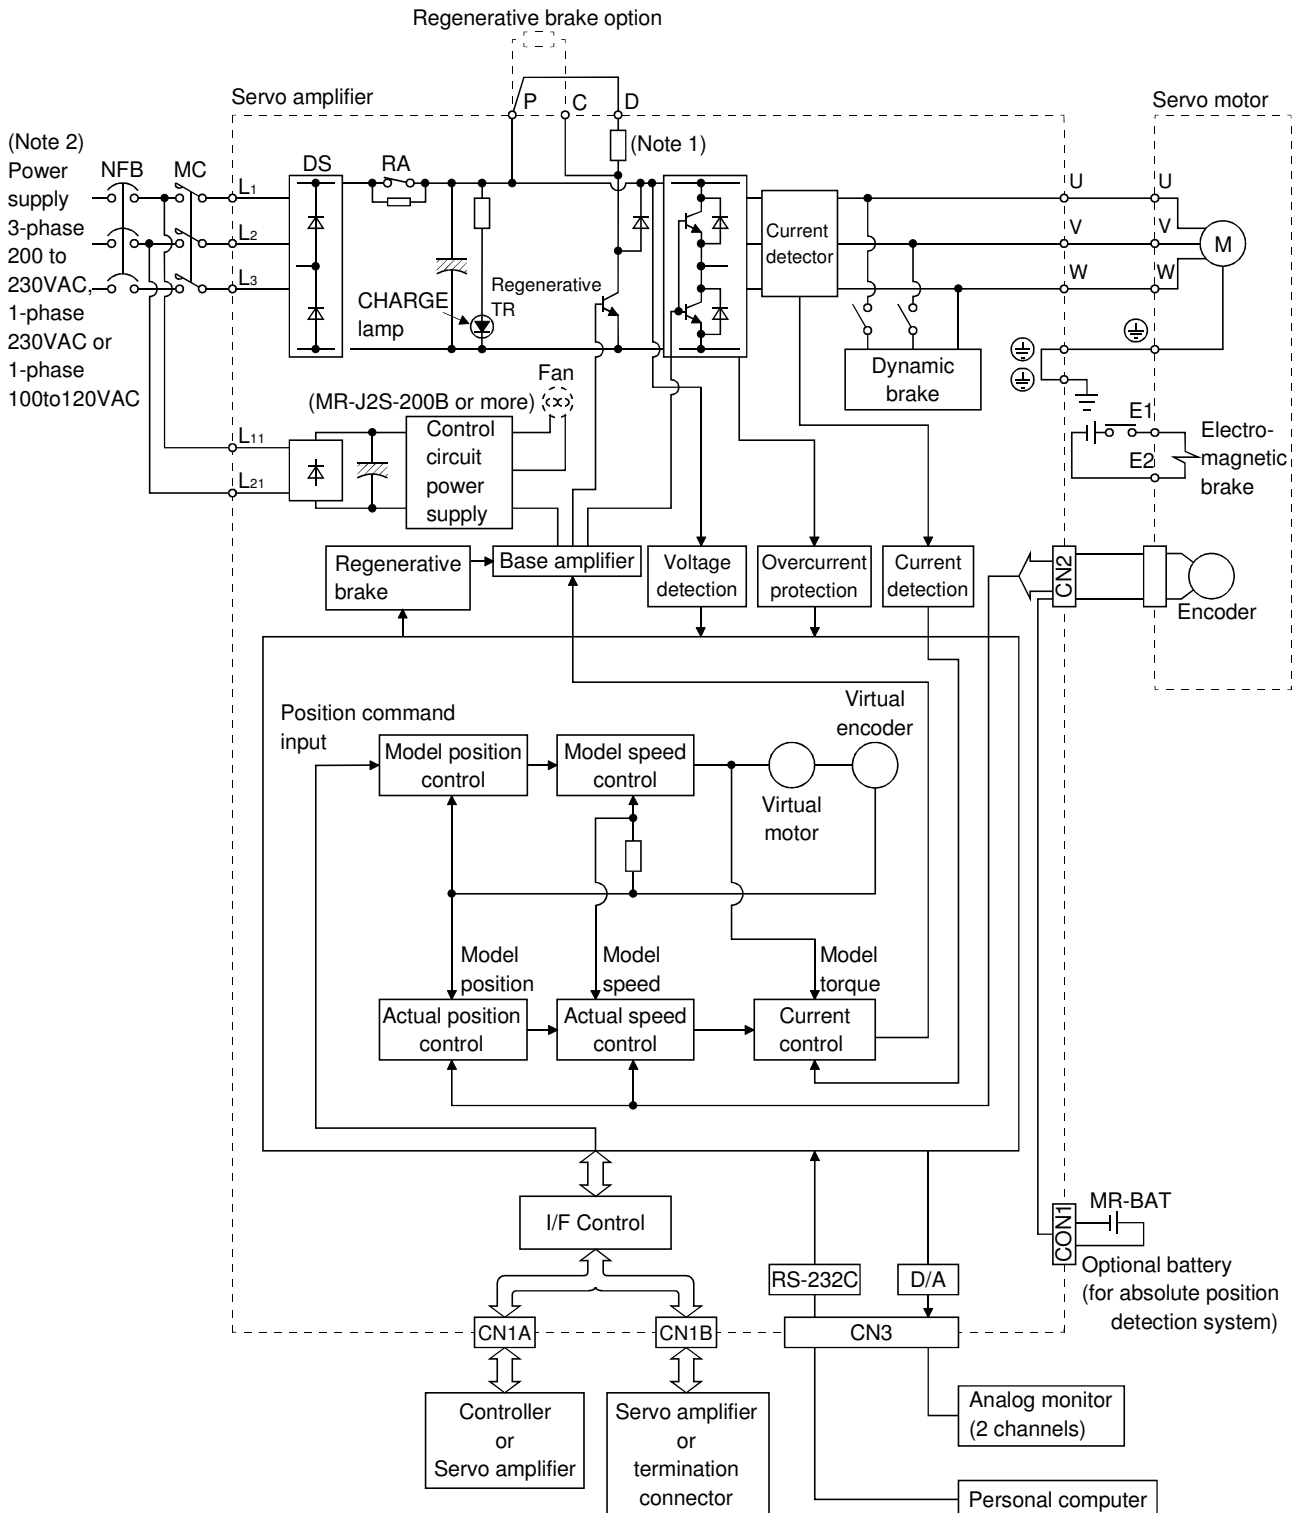 Regenerative brake option
Servo amplifier
P
C
D
Servo motor
(Note 2)
Power
supply
3-phase
200 to
230VAC,
1-phase
230VAC or
1-phase
100to120VAC
NFB
MC
DS
RA
(Note 1)
L1
L2
L3
CHARGE
lamp
Regenerative
TR
Current
detector
U
V
W
U
V
W
M
Dynamic
brake
E1
E2
Electro-
magnetic
brake
Fan
(MR-J2S-200B or more)
L11
L21
Control
circuit
power
supply
Regenerative
brake
Base amplifier
Voltage
detection
Overcurrent
protection
Current
detection
CN2
Encoder
Position command
input
Model position
control
Model speed
control
Virtual
encoder
Virtual
motor
Model
position
Model
speed
Model
torque
Actual position
control
Actual speed
control
Current
control
I/F Control
RS-232C
D/A
CON1
MR-BAT
Optional battery
(for absolute position
detection system)
CN1A
CN1B
CN3
Controller
or
Servo amplifier
Servo amplifier
or
termination
connector
Analog monitor
(2 channels)
Personal computer